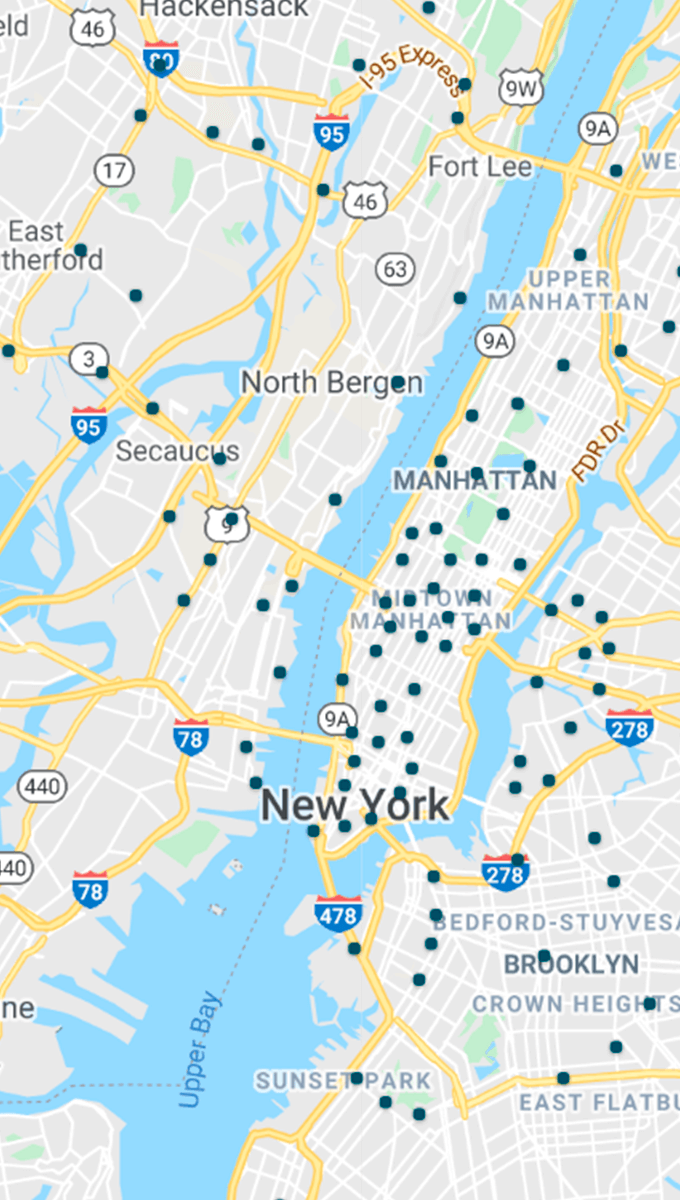 Hackensack
eld
46
80
I-95 Express
9W
95
9A
17
Fort Lee
WE
46
East
therford
63
UPPER
MANHATTAN
9A
3
North Bergen
95
FDR Dr
Secaucus
MANHATTAN
9
MIDTOWN
MANHATTAN
9A
78
278
440
New York
440
278
78
478
BEDFORD-STUYVESA
BROOKLYN
ne
CROWN HEIGHTS
Upper Bay
SUNSET PARK
EAST FLATBU